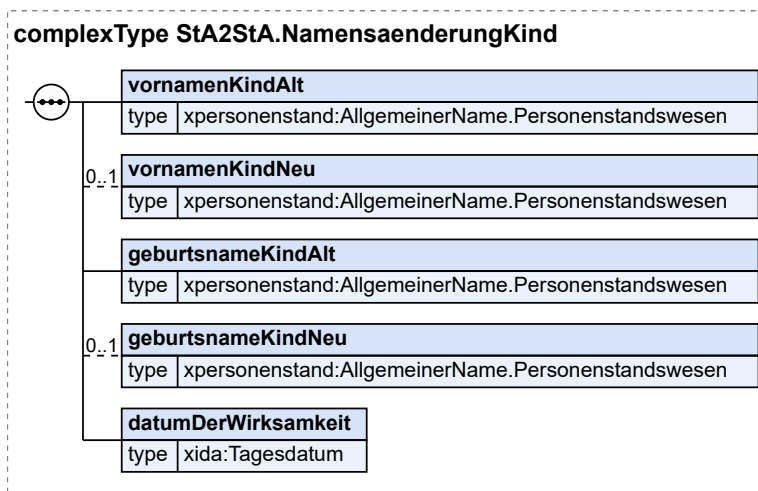 complexType StA2StA.NamensaenderungKind
vornamenKindAlt
type xpersonenstand:AllgemeinerName.Personenstandswesen
0..1
vornamenKindNeu
type xpersonenstand:AllgemeinerName.Personenstandswesen
geburtsnameKindAlt
type xpersonenstand:AllgemeinerName.Personenstandswesen
0..1
geburtsnameKindNeu
type xpersonenstand:AllgemeinerName.Personenstandswesen
datumDerWirksamkeit
type xida:Tagesdatum